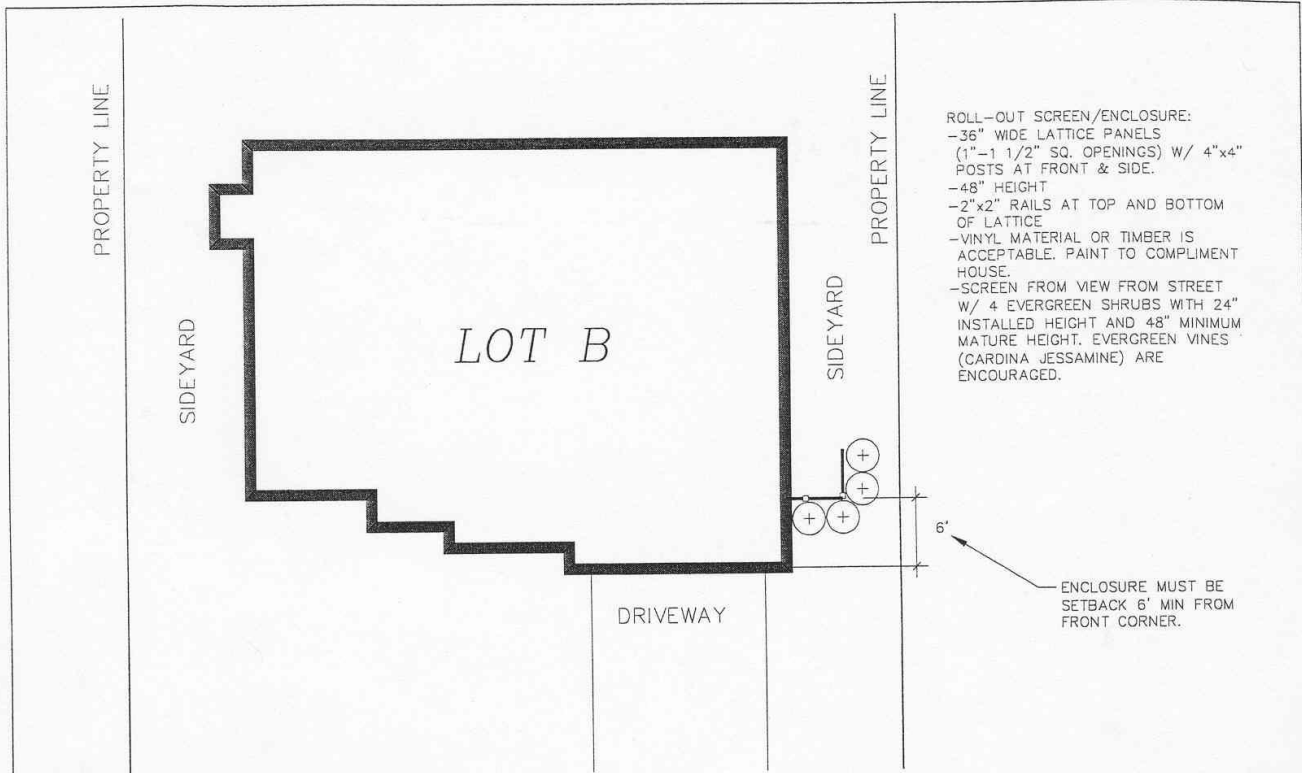 PROPERTY LINE
PROPERTY LINE
ROLL-OUT SCREEN/ENCLOSURE:
-36" WIDE LATTICE PANELS
(1"-1 1/2" SQ. OPENINGS) W/ 4"x4"
POSTS AT FRONT & SIDE.
-48" HEIGHT
-2"x2" RAILS AT TOP AND BOTTOM
OF LATTICE
-VINYL MATERIAL OR TIMBER IS
ACCEPTABLE. PAINT TO COMPLIMENT
HOUSE.
-SCREEN FROM VIEW FROM STREET
W/ 4 EVERGREEN SHRUBS WITH 24"
INSTALLED HEIGHT AND 48" MINIMUM
MATURE HEIGHT. EVERGREEN VINES
(CARDINA JESSAMINE) ARE
ENCOURAGED.
SIDEYARD
LOT B
SIDEYARD
6'
ENCLOSURE MUST BE
SETBACK 6' MIN FROM
FRONT CORNER.
DRIVEWAY